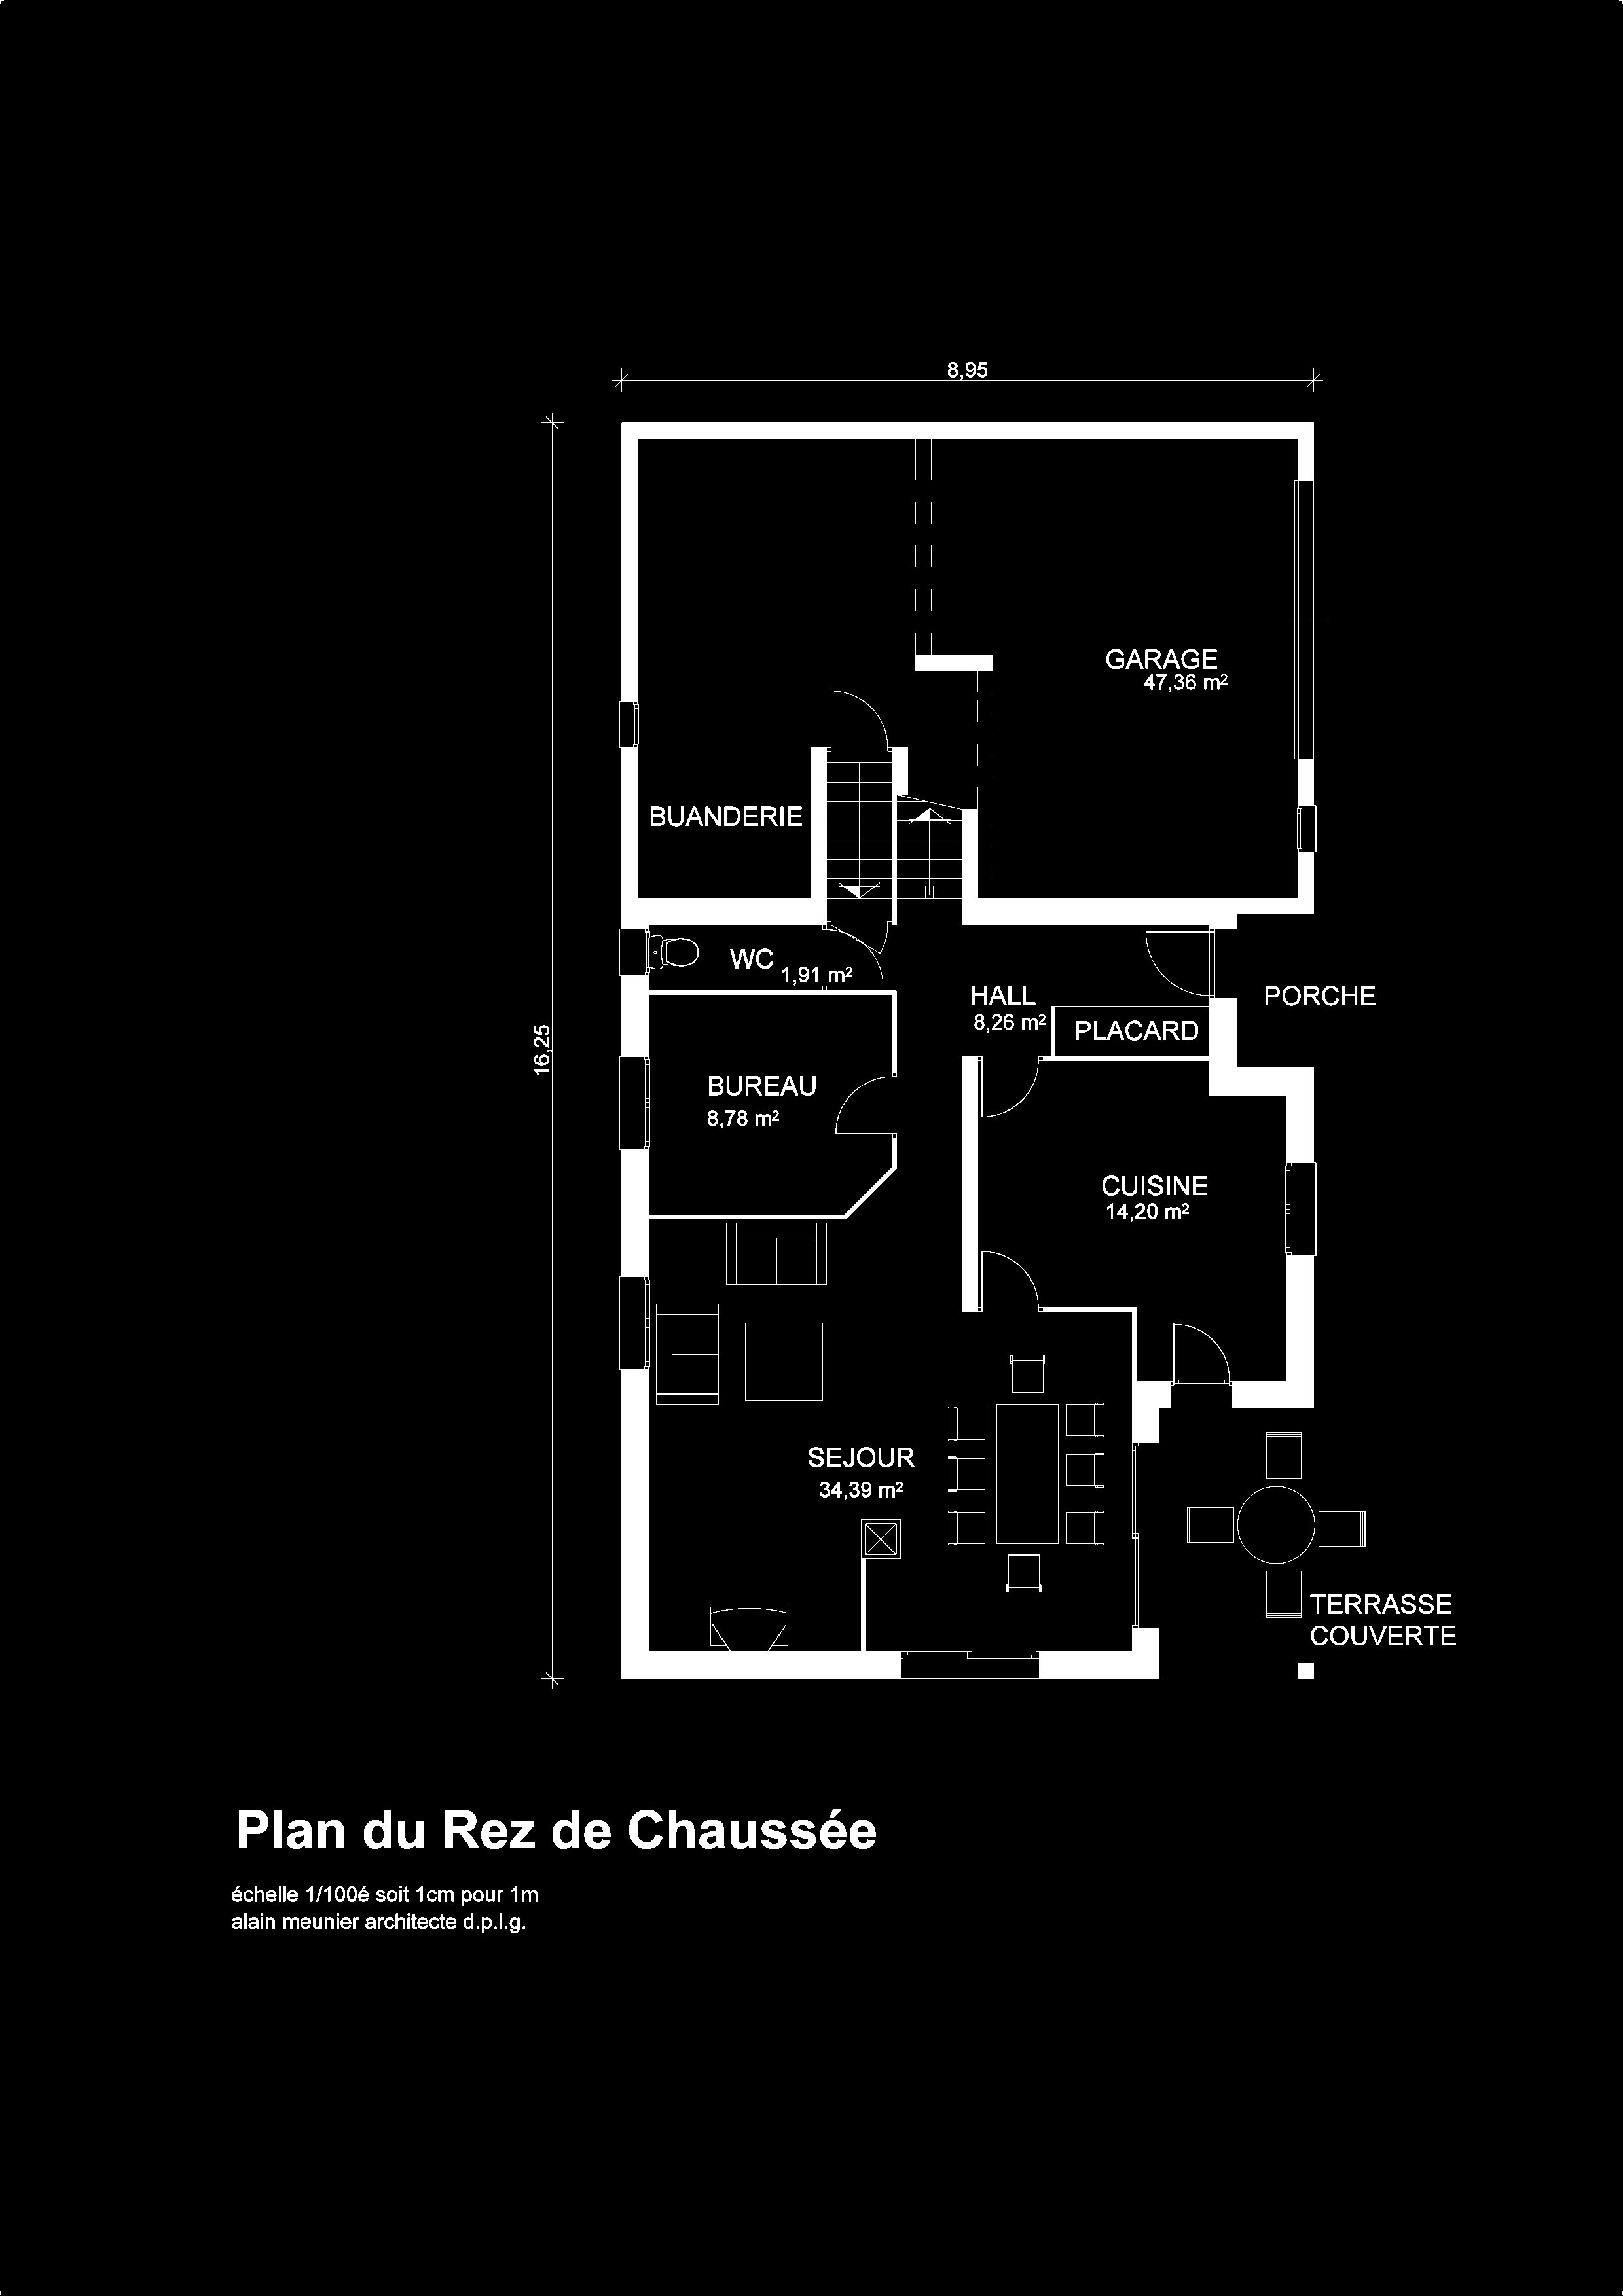 8,95
GARAGE
47,36 m²
BUANDERIE
WC
1,91 m²
HALL
8,26 m²
PLACARD
PORCHE
16,25
BUREAU
8,78 m²
CUISINE
14,20 m²
SEJOUR
34,39 m²
TERRASSE
COUVERTE
Plan du Rez de Chaussée
échelle 1/100é soit 1cm pour 1m
alain meunier architecte d.p.l.g.